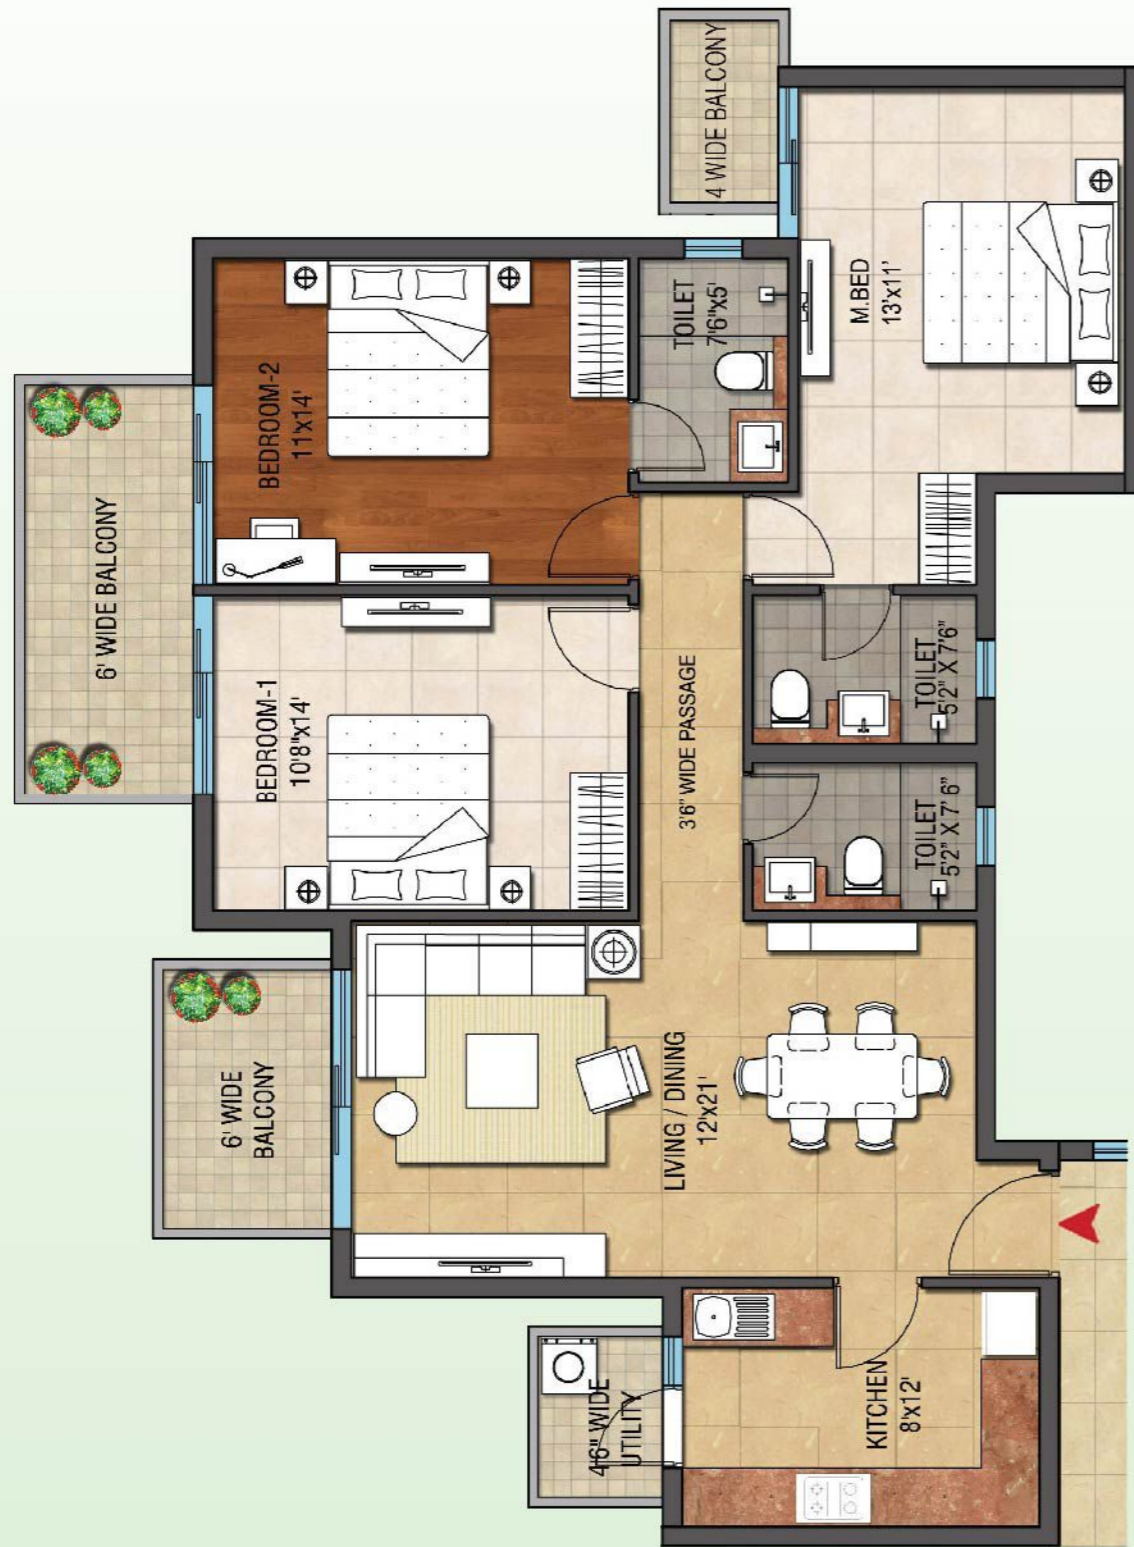 4 WIDE BALCONY
M.BED
13'x11'
TOILET
7'6"x5'
BEDROOM-2
11'x14'
6' WIDE BALCONY
BEDROOM-1
10'8"x14'
3'6" WIDE PASSAGE
TOILET
5'2" X 7'6"
TOILET
5'2" X 7' 6"
6' WIDE
BALCONY
LIVING / DINING
12'x21'
KITCHEN
8'x12'
4'6" WIDE
UTILITY